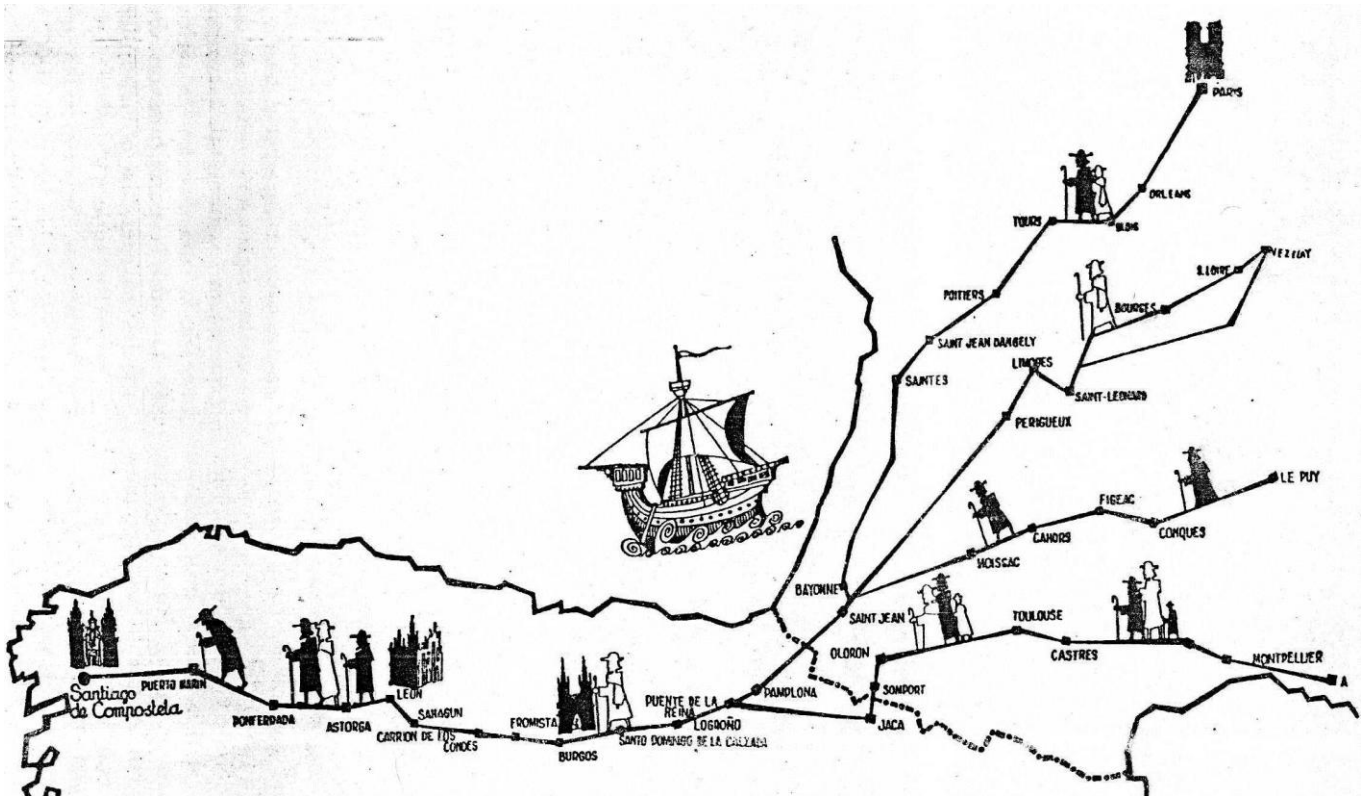 PARIS
ORLEANS
BLOIS
TOURS
POITIERS
SAINT JEAN DANGELY
SAINTES
VEZELAY
S. LOIRE
BOURGES
LIMOGES
SAINT-LEONARD
PERIGUEUX
LE PUY
FIGEAC
CONQUES
CAHORS
MOISSAC
BAYONNE
SAINT JEAN
TOULOUSE
OLORON
CASTRES
MONTPELLIER
A
SOMPORT
JACA
PAMPLONA
PUENTE DE LA
REINA
LOGROÑO
SANTO DOMINGO DE LA CALZADA
BURGOS
FROMISTA
CARRION DE LOS
CONDES
SAHAGUN
LEON
ASTORGA
PONFERRADA
PUERTO MARIN
Santiago
de Compostela